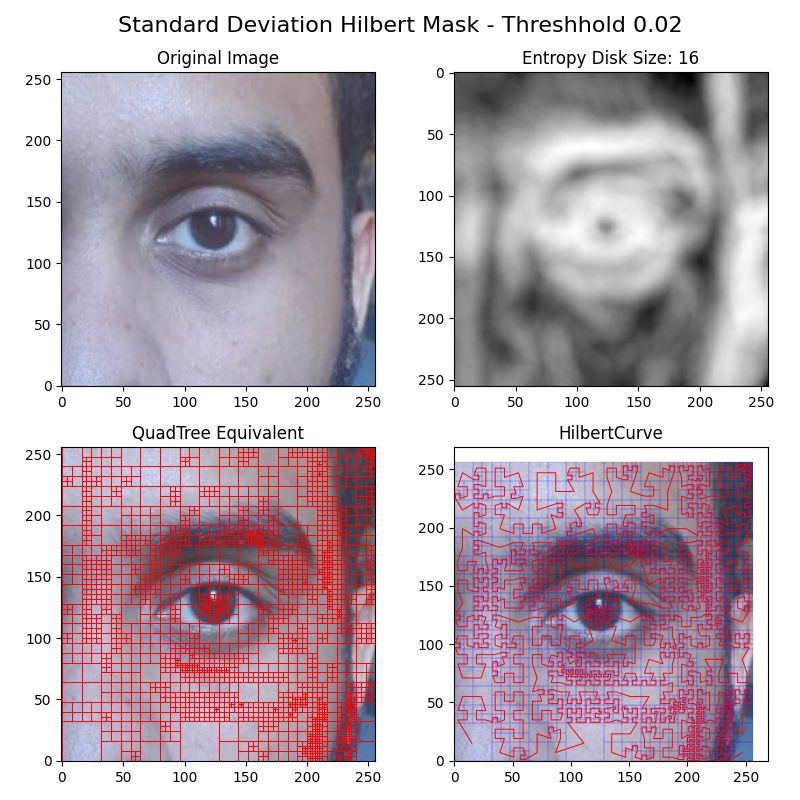 Standard Deviation Hilbert Mask - Threshhold 0.02
Original Image
Entropy Disk Size: 16
250
200
150
100
50
0
0 50 100 150 200 250
0
50
100
150
200
250
0 50 100 150 200 250
QuadTree Equivalent
HilbertCurve
250
200
150
100
50
0
0 50 100 150 200 250
250
200
150
100
50
0
0 50 100 150 200 250